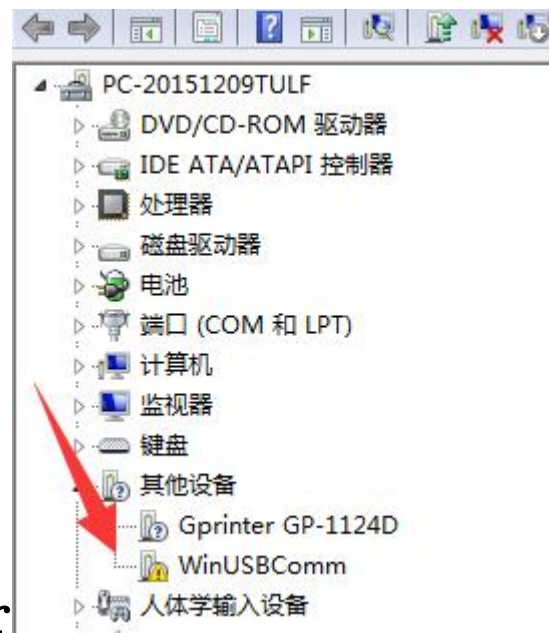 PC-20151209TULF
DVD/CD-ROM 驱动器
IDE ATA/ATAPI 控制器
处理器
磁盘驱动器
电池
端口 (COM 和 LPT)
计算机
监视器
键盘
其他设备
Gprinter GP-1124D
WinUSBComm
r
人体学输入设备